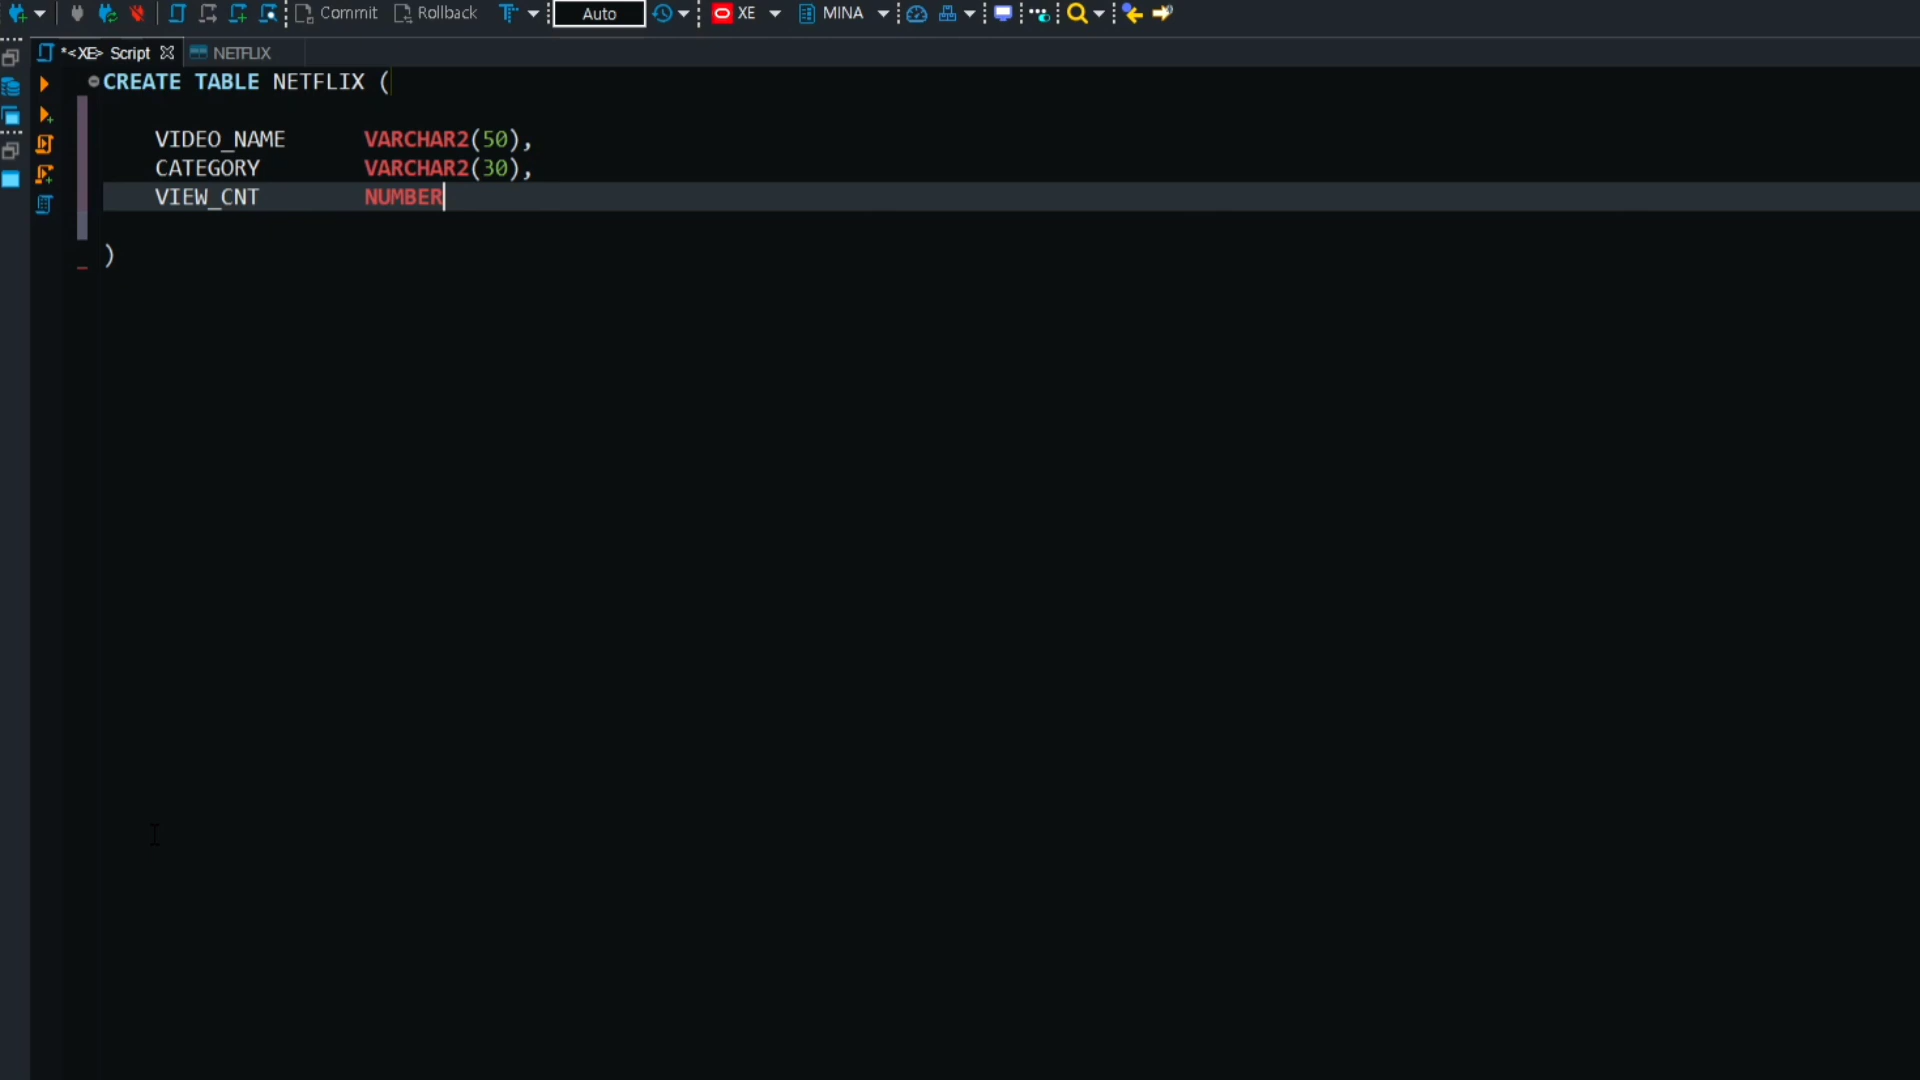 Commit Rollback Auto XE MINA
*<XE> Script NETFLIX
CREATE TABLE NETFLIX (
VIDEO_NAME VARCHAR2(50),
CATEGORY VARCHAR2(30),
VIEW_CNT NUMBER
)